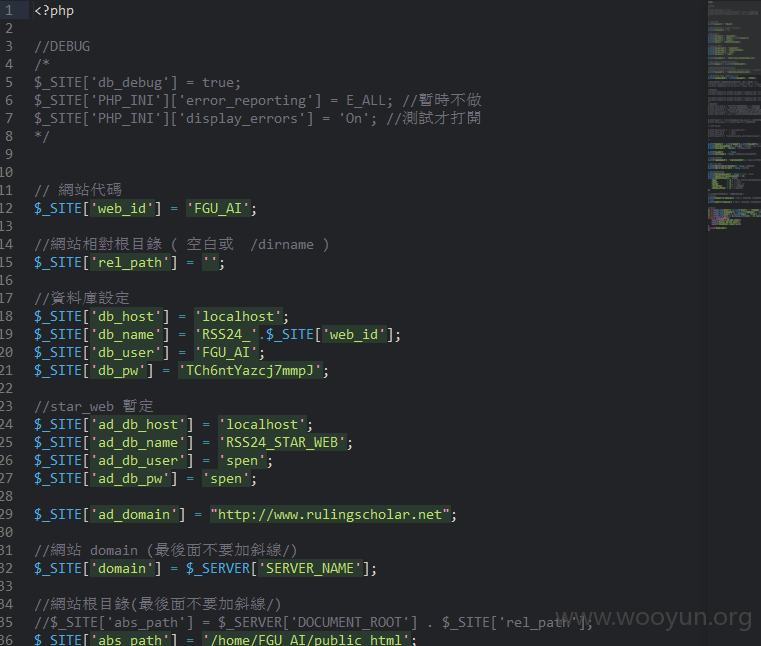 1 <?php
2
3 //DEBUG
4 /*
5 $_SITE['db_debug'] = true;
6 $_SITE['PHP_INI']['error_reporting'] = E_ALL; //暫時不做
7 $_SITE['PHP_INI']['display_errors'] = 'On'; //測試才打開
8 */
9
10
11 // 網站代碼
12 $_SITE['web_id'] = 'FGU_AI';
13
14 //網站相對根目錄 ( 空白或  /dirname )
15 $_SITE['rel_path'] = '';
16
17 //資料庫設定
18 $_SITE['db_host'] = 'localhost';
19 $_SITE['db_name'] = 'RSS24_'.$_SITE['web_id'];
20 $_SITE['db_user'] = 'FGU_AI';
21 $_SITE['db_pw'] = 'TCh6ntYazcj7mmpJ';
22
23 //star_web 暫定
24 $_SITE['ad_db_host'] = 'localhost';
25 $_SITE['ad_db_name'] = 'RSS24_STAR_WEB';
26 $_SITE['ad_db_user'] = 'spen';
27 $_SITE['ad_db_pw'] = 'spen';
28
29 $_SITE['ad_domain'] = "http://www.rulingscholar.net";
30
31 //網站 domain (最後面不要加斜線/)
32 $_SITE['domain'] = $_SERVER['SERVER_NAME'];
33
34 //網站根目錄(最後面不要加斜線/)
35 //$_SITE['abs_path'] = $_SERVER['DOCUMENT_ROOT'] . $_SITE['rel_path'];
36 $_SITE['abs_path'] = '/home/FGU_AI/public_html';
www.wooyun.org